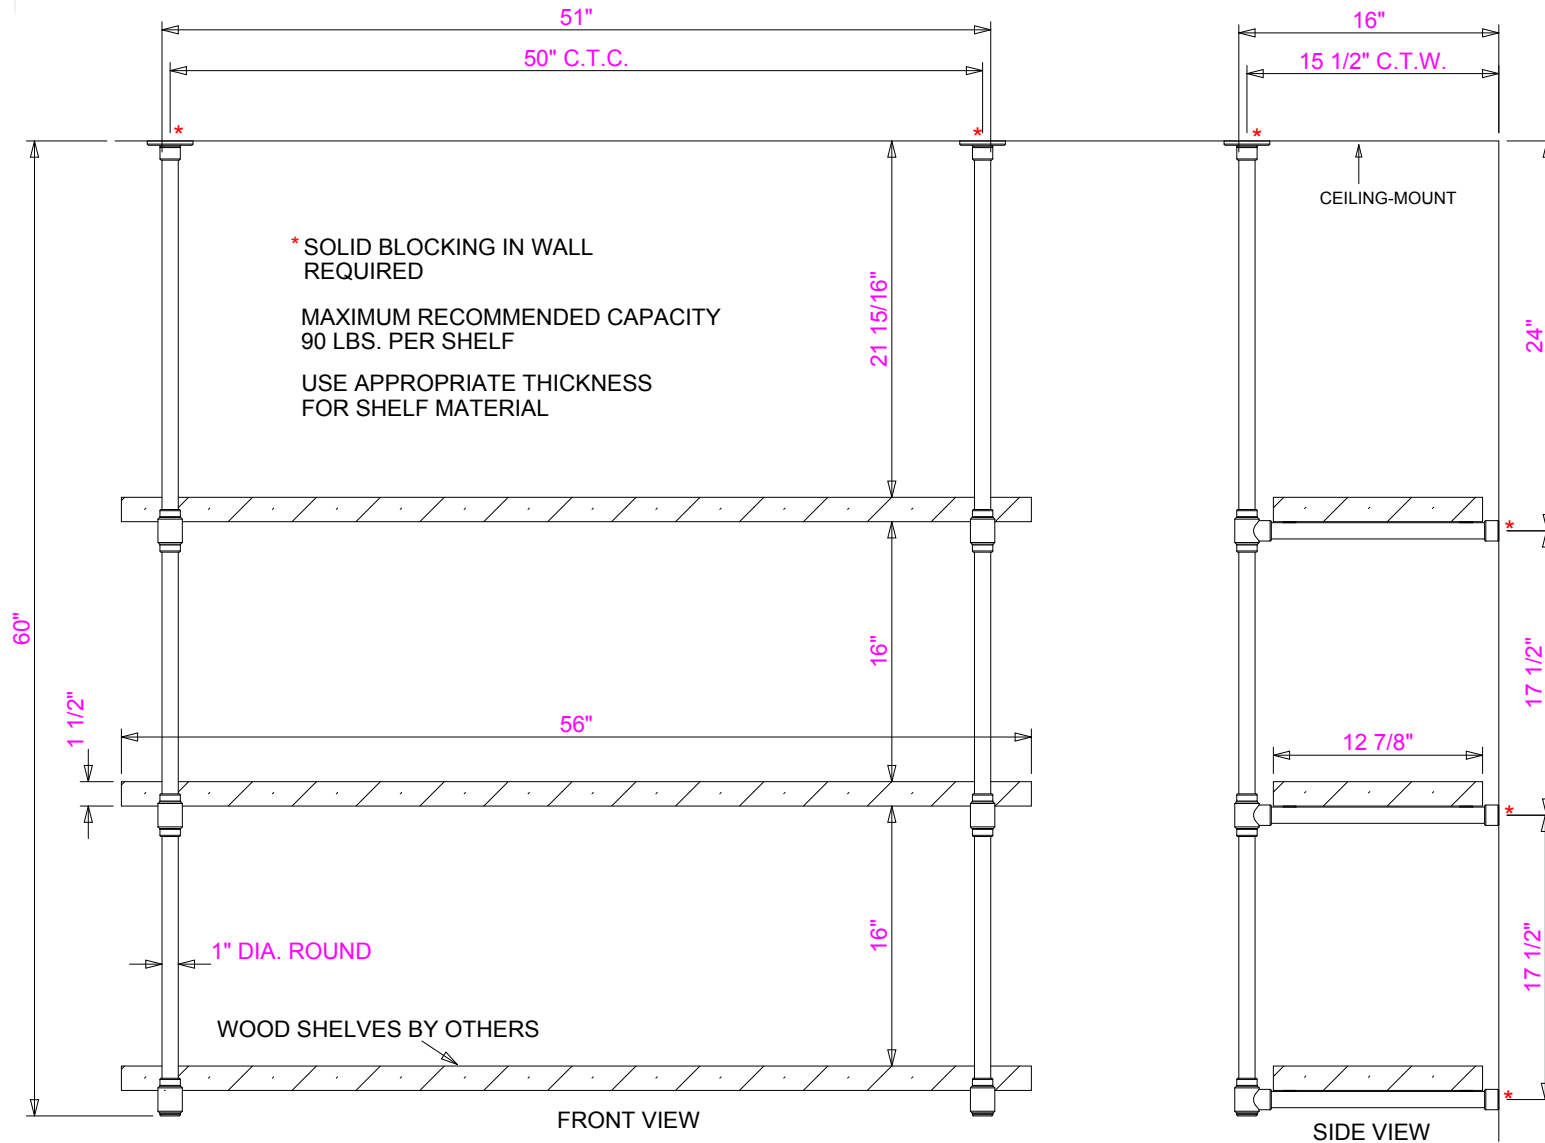 51"
50" C.T.C.
16"
15 1/2" C.T.W.
*
*
*
CEILING-MOUNT
* SOLID BLOCKING IN WALL
REQUIRED
MAXIMUM RECOMMENDED CAPACITY
90 LBS. PER SHELF
USE APPROPRIATE THICKNESS
FOR SHELF MATERIAL
21 15/16"
24"
*
60"
16"
17 1/2"
1 1/2"
56"
12 7/8"
*
1" DIA. ROUND
16"
17 1/2"
WOOD SHELVES BY OTHERS
*
FRONT VIEW
SIDE VIEW